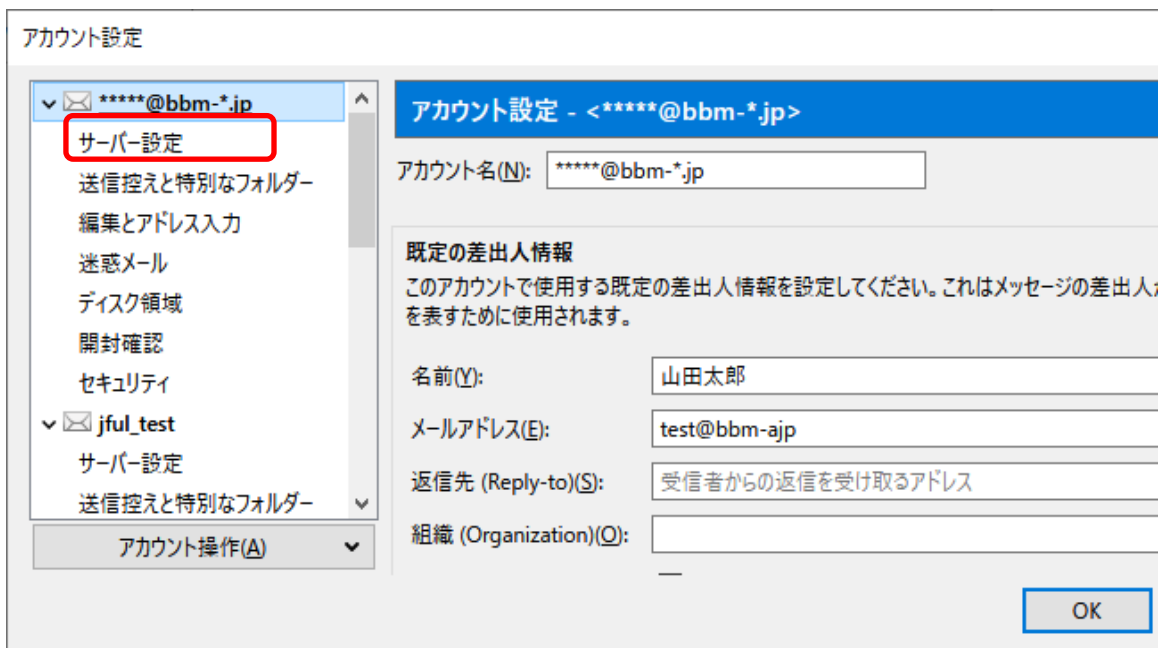 アカウント設定
*****@bbm-*.jp
サーバー設定
送信控えと特別なフォルダー
編集とアドレス入力
迷惑メール
ディスク領域
開封確認
セキュリティ
jful_test
サーバー設定
送信控えと特別なフォルダー
アカウント操作(A)
アカウント設定 - <*****@bbm-*.jp>
アカウント名(N): *****@bbm-*.jp
既定の差出人情報
このアカウントで使用する既定の差出人情報を設定してください。これはメッセージの差出人が
を表すために使用されます。
名前(Y): 山田太郎
メールアドレス(E): test@bbm-ajp
返信先 (Reply-to)(S): 受信者からの返信を受け取るアドレス
組織 (Organization)(O):
OK